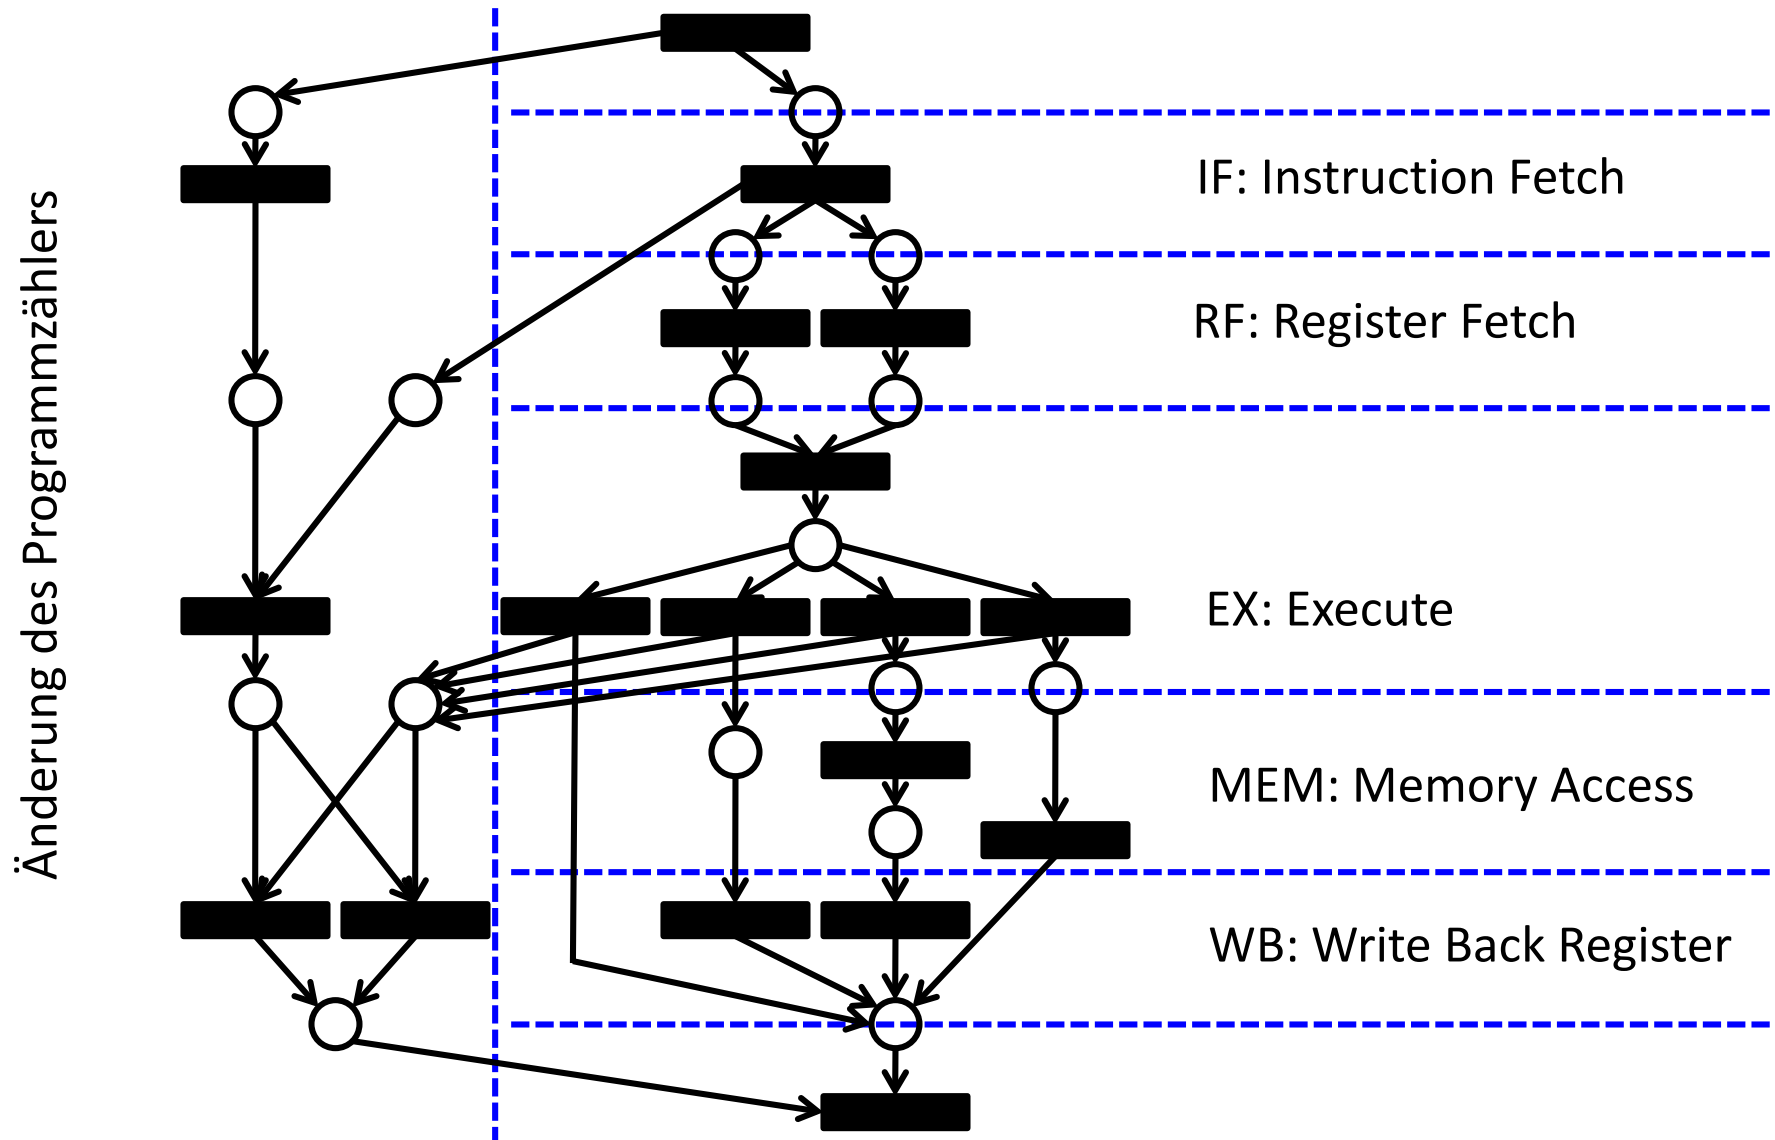 Änderung des Programmzählers
IF: Instruction Fetch
RF: Register Fetch
EX: Execute
MEM: Memory Access
WB: Write Back Register